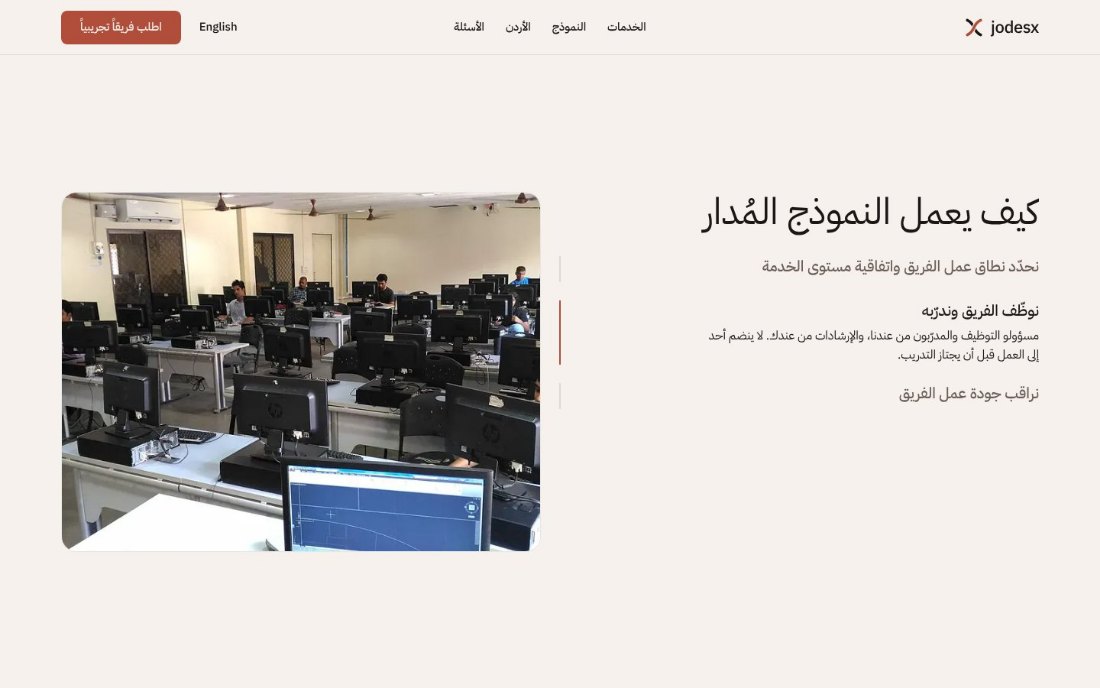 jodesx
الخدمات
النموذج
الأردن
الأسئلة
English
اطلب فريقاً تجريبياً
كيف يعمل النموذج المُدار
نحدّد نطاق عمل الفريق واتفاقية مستوى الخدمة
نوظّف الفريق وندرّبه
مسؤولو التوظيف والمدرّبون من عندنا، والإرشادات من عندك. لا ينضم أحد
إلى العمل قبل أن يجتاز التدريب.
نراقب جودة عمل الفريق